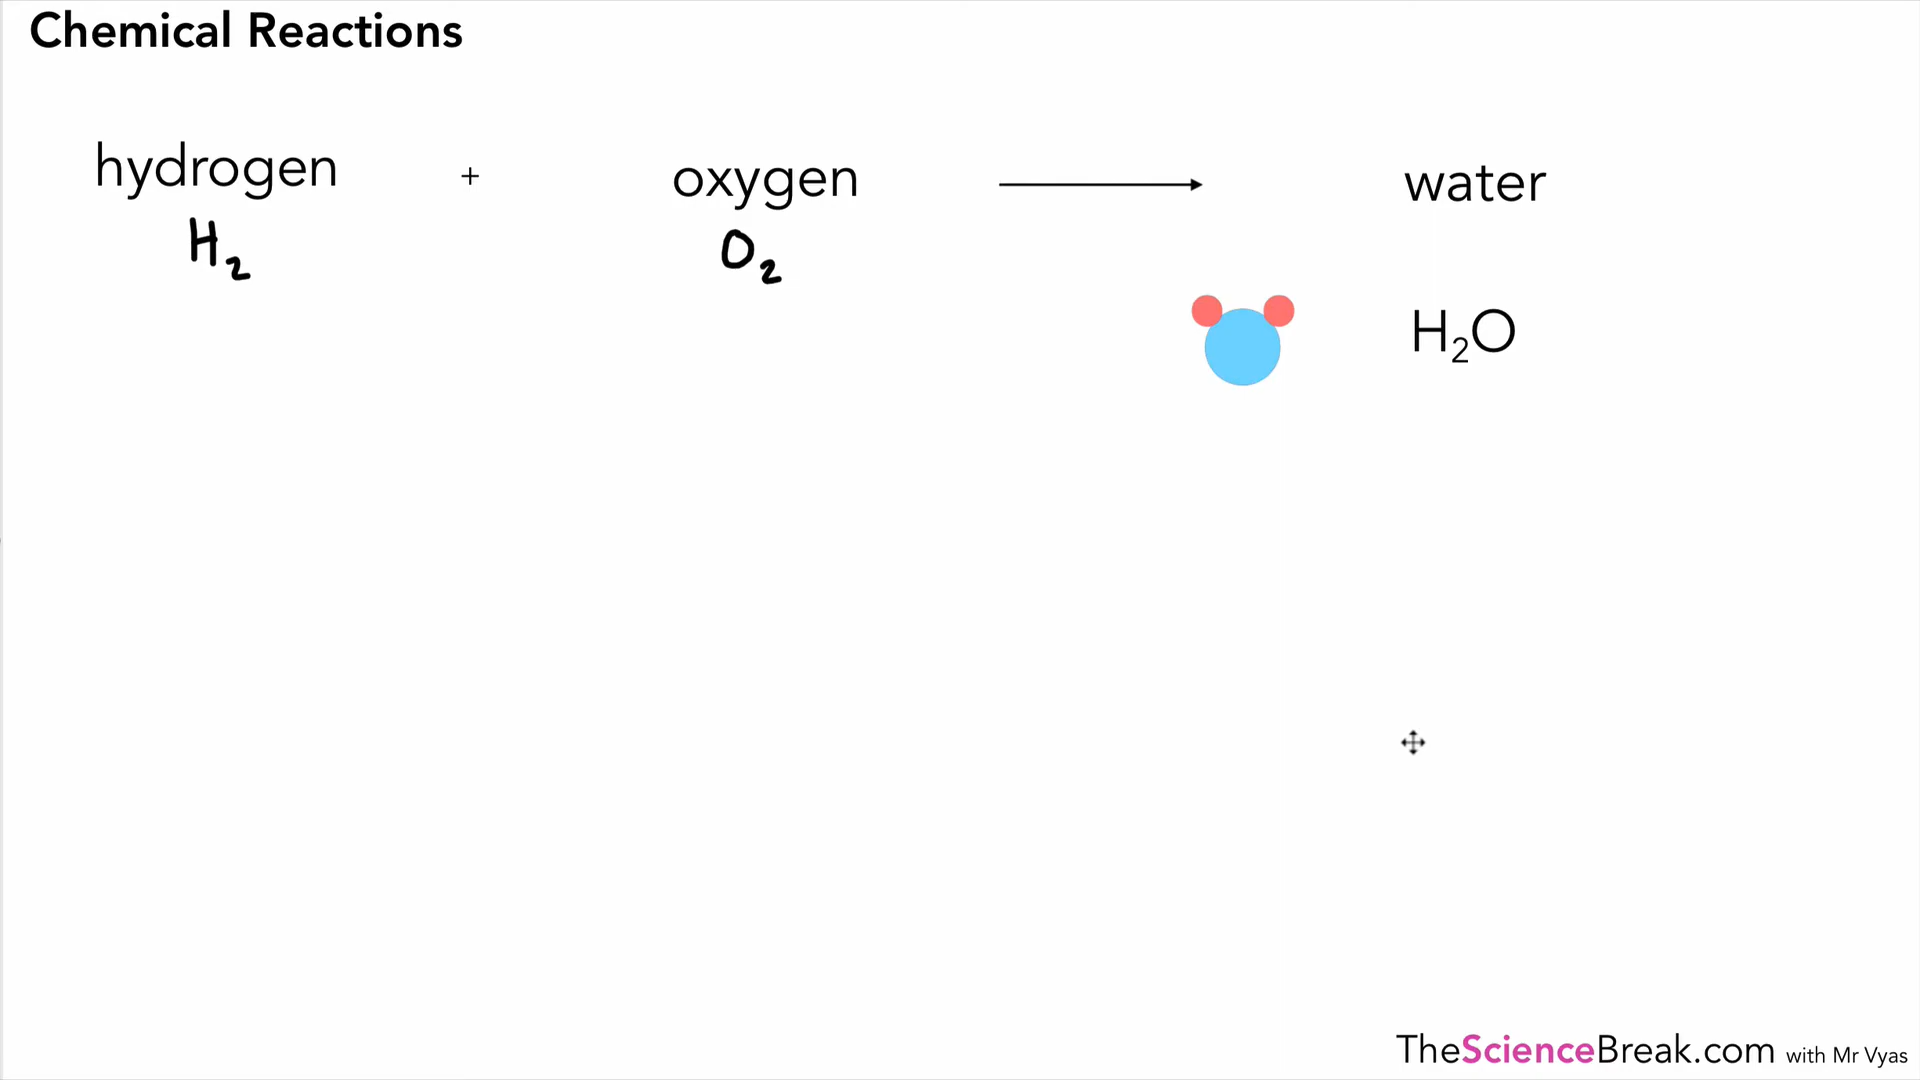 Chemical Reactions
hydrogen + oxygen → water
H₂ O₂
H₂O
TheScienceBreak.com with Mr Vyas